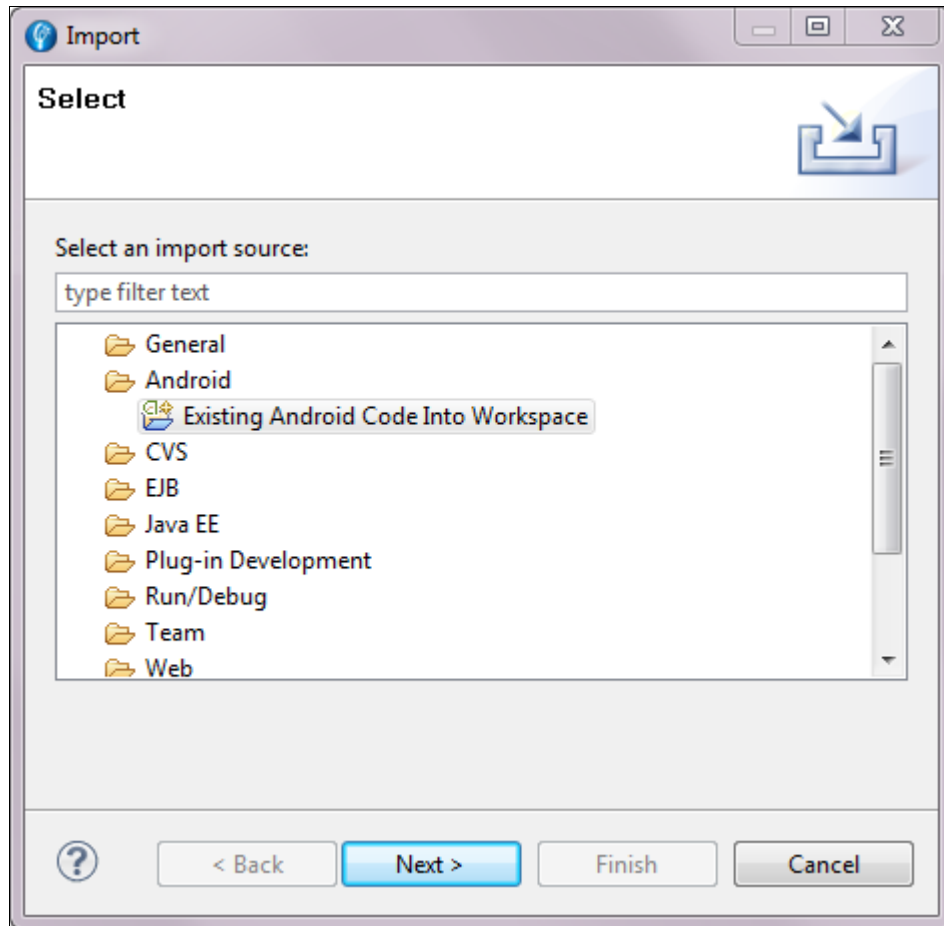 Import
Select
Select an import source:
type filter text
General
Android
Existing Android Code Into Workspace
CVS
EJB
Java EE
Plug-in Development
Run/Debug
Team
Web
? < Back Next > Finish Cancel